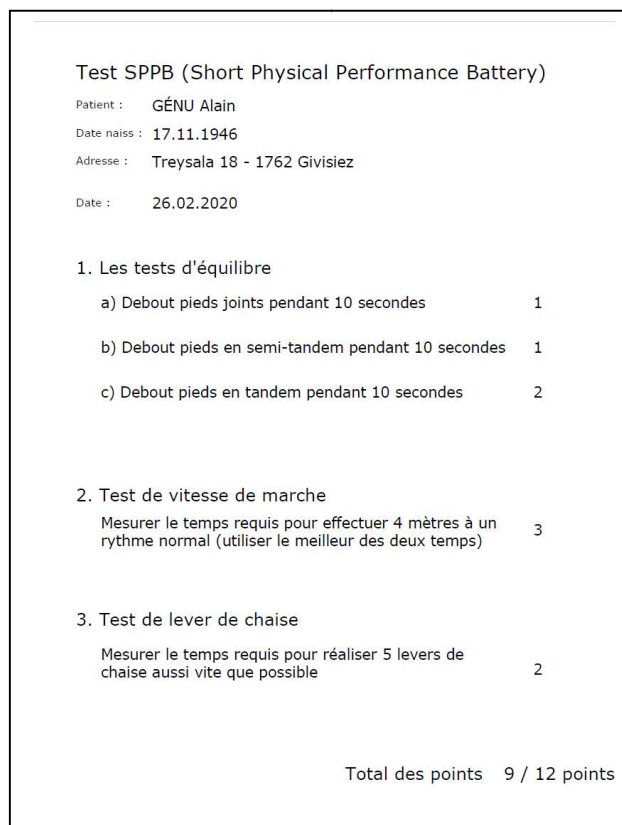 Test SPPB (Short Physical Performance Battery)
Patient : GÉNU Alain
Date naiss : 17.11.1946
Adresse : Treysala 18 - 1762 Givisiez
Date : 26.02.2020
1. Les tests d'équilibre
a) Debout pieds joints pendant 10 secondes 1
b) Debout pieds en semi-tandem pendant 10 secondes 1
c) Debout pieds en tandem pendant 10 secondes 2
2. Test de vitesse de marche
Mesurer le temps requis pour effectuer 4 mètres à un
rythme normal (utiliser le meilleur des deux temps) 3
3. Test de lever de chaise
Mesurer le temps requis pour réaliser 5 levers de
chaise aussi vite que possible 2
Total des points 9 / 12 points